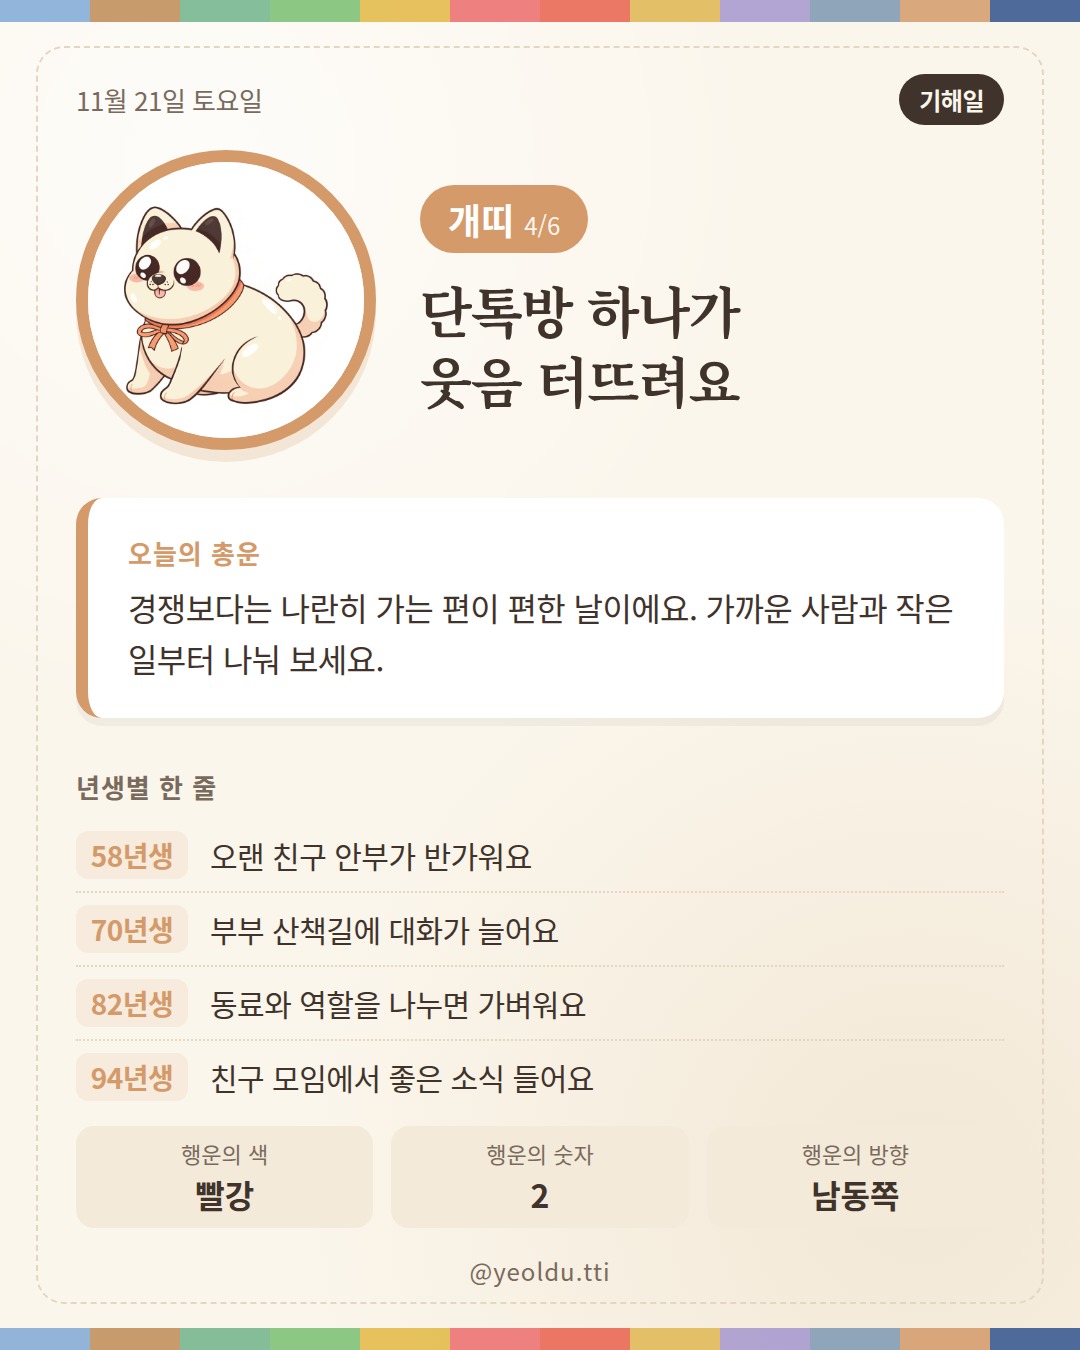 11월 21일 토요일
기해일
개띠 4/6
단톡방 하나가
웃음 터뜨려요
오늘의 총운
경쟁보다는 나란히 가는 편이 편한 날이에요. 가까운 사람과 작은
일부터 나눠 보세요.
년생별 한 줄
58년생 오랜 친구 안부가 반가워요
70년생 부부 산책길에 대화가 늘어요
82년생 동료와 역할을 나누면 가벼워요
94년생 친구 모임에서 좋은 소식 들어요
행운의 색
빨강
행운의 숫자
2
행운의 방향
남동쪽
@yeoldu.tti